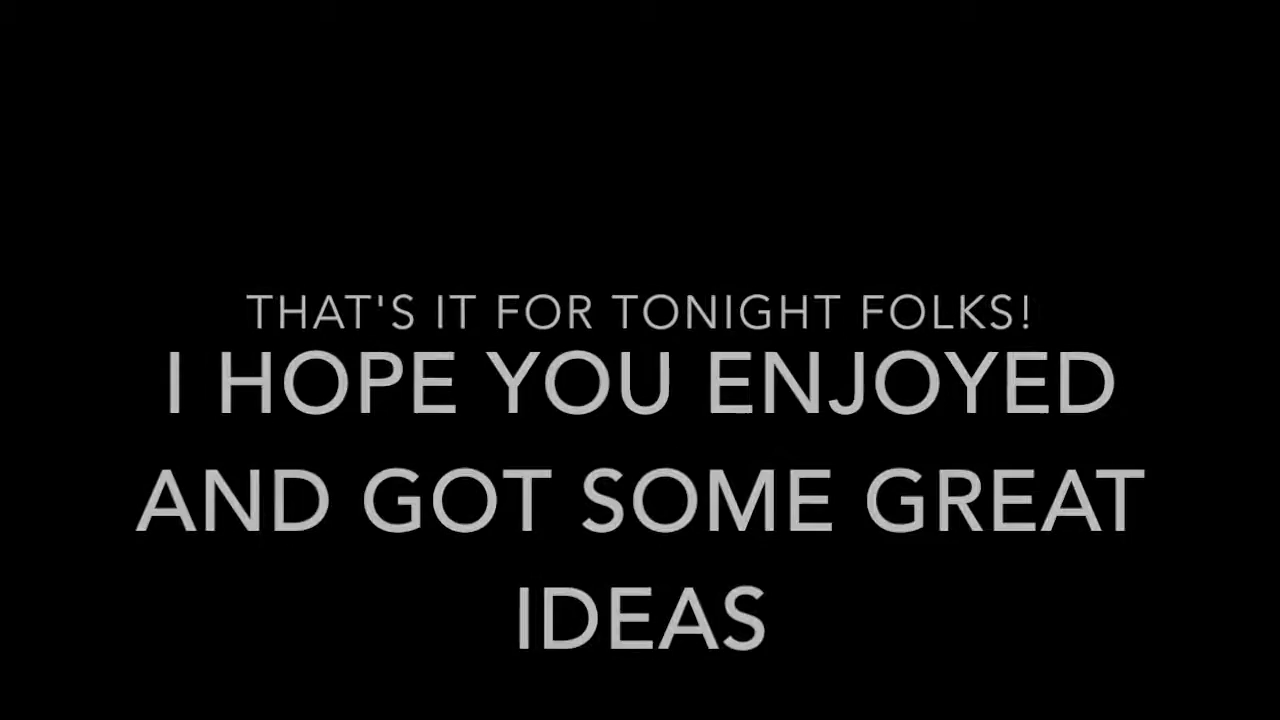 THAT'S IT FOR TONIGHT FOLKS!
I HOPE YOU ENJOYED
AND GOT SOME GREAT
IDEAS